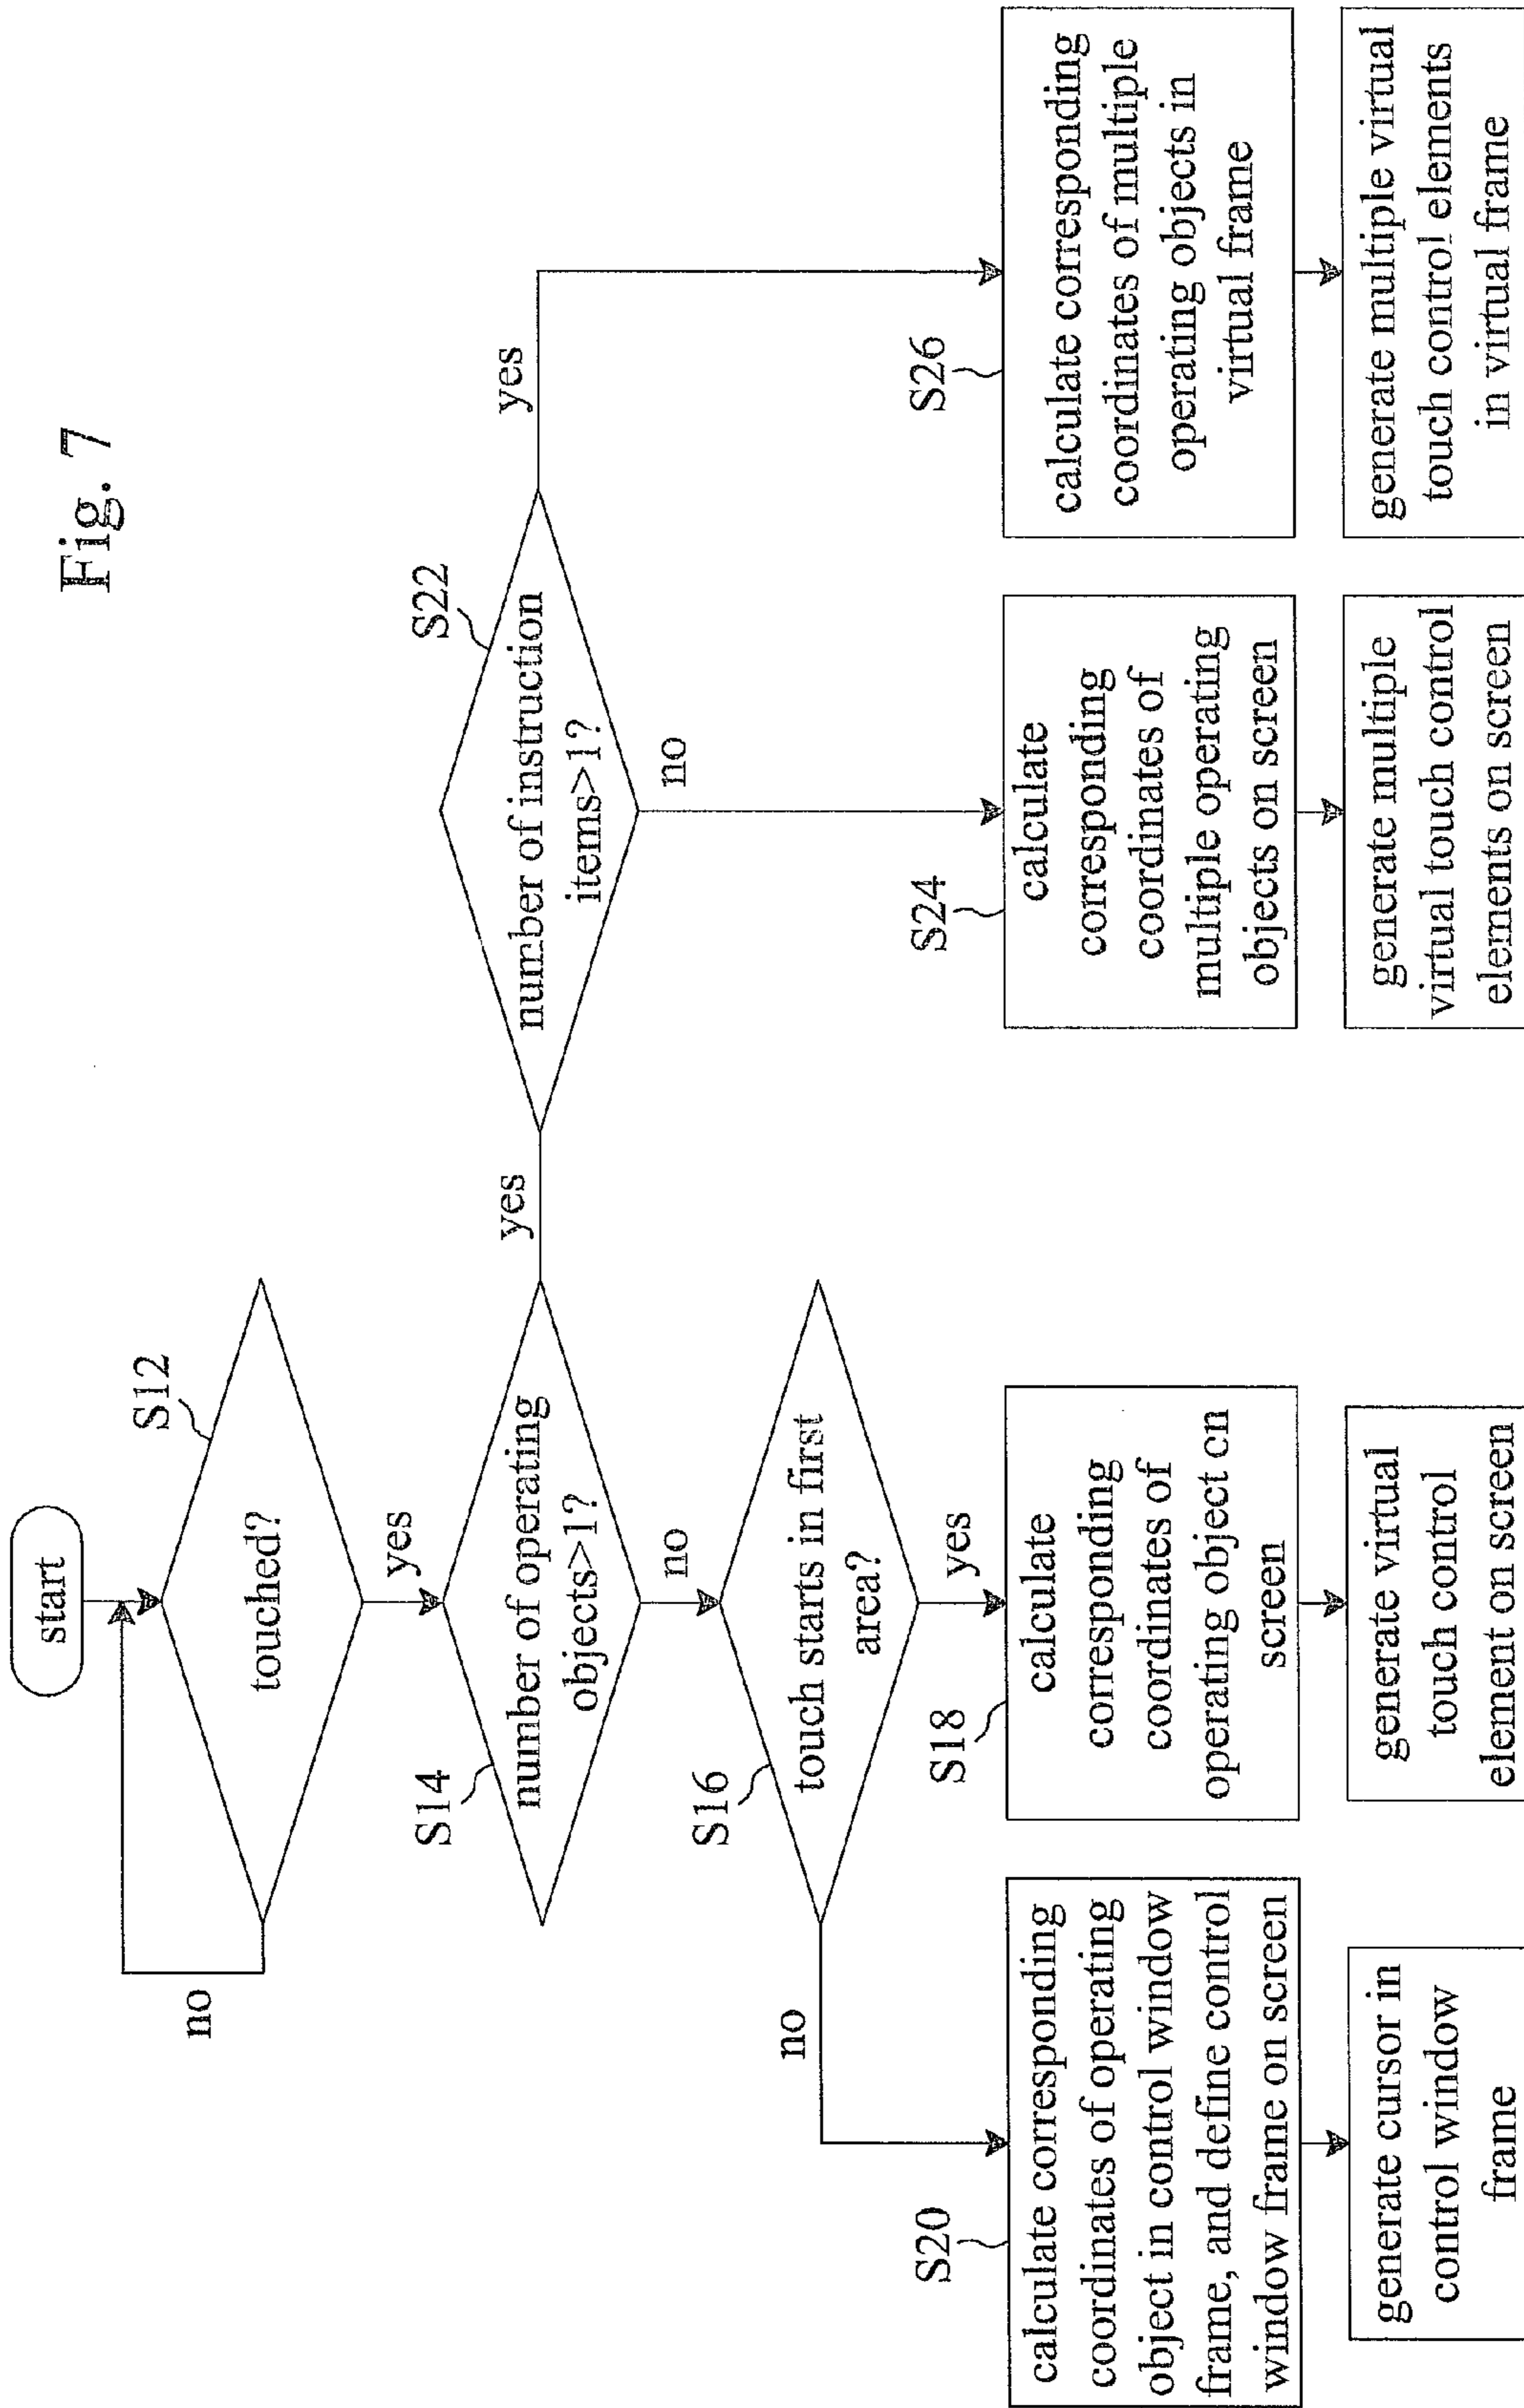 Fig. 7
start
S12
touched?
no
yes
S14
number of operating
objects>1?
yes
no
S22
number of instruction
items>1?
yes
no
S16
touch starts in first
area?
no
yes
S20
calculate corresponding
coordinates of operating
object in control window
frame, and define control
window frame on screen
S18
calculate
corresponding
coordinates of
operating object on
screen
S24
calculate
corresponding
coordinates of
multiple operating
objects on screen
S26
calculate corresponding
coordinates of multiple
operating objects in
virtual frame
generate cursor in
control window
frame
generate virtual
touch control
element on screen
generate multiple
virtual touch control
elements on screen
generate multiple virtual
touch control elements
in virtual frame